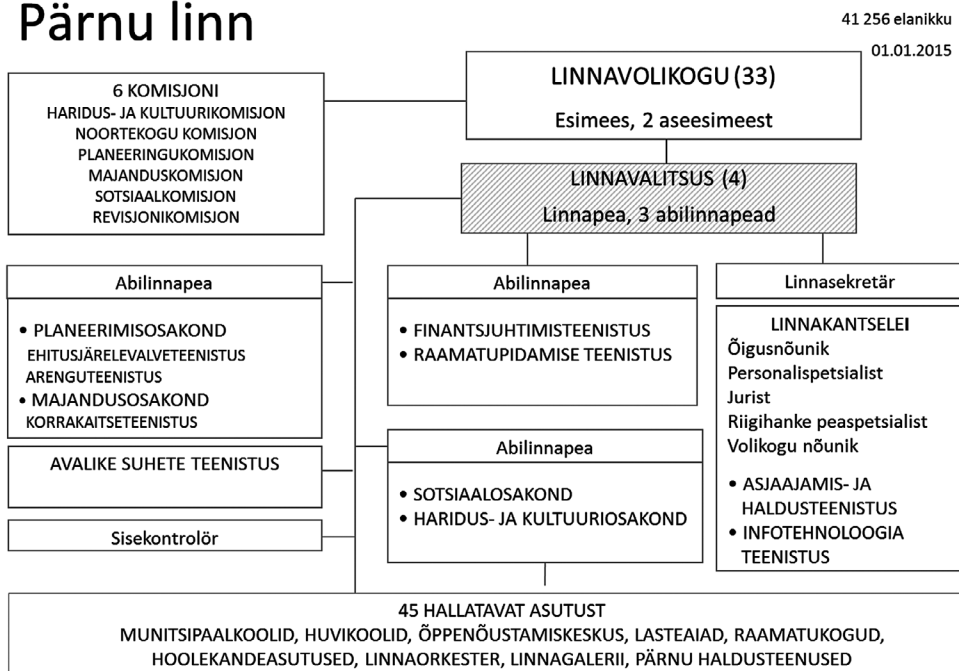 Pärnu linn
41 256 elanikku
01.01.2015
6 KOMISJONI
HARIDUS- JA KULTUURIKOMISJON
NOORTEKOGU KOMISJON
PLANEERINGUKOMISJON
MAJANDUSKOMISJON
SOTSIAALKOMISJON
REVISJONIKOMISJON
LINNAVOLIKOGU (33)
Esimees, 2 aseesimeest
LINNAVALITSUS (4)
Linnapea, 3 abilinnapead
Abilinnapea
• PLANEERIMISOSAKOND
EHITUSJÄRELEVALVETEENISTUS
ARENGUTEENISTUS
• MAJANDUSOSAKOND
KORRAKAITSETEENISTUS
AVALIKE SUHETE TEENISTUS
Sisekontrolör
Abilinnapea
• FINANTSJUHTIMISTEENISTUS
• RAAMATUPIDAMISE TEENISTUS
Abilinnapea
• SOTSIAALOSAKOND
• HARIDUS- JA KULTUURIOSAKOND
Linnasekretär
LINNAKANTSELEI
Õigusnõunik
Personalispetsialist
Jurist
Riigihanke peaspetsialist
Volikogu nõunik
• ASJAAJAMIS- JA
HALDUSTEENISTUS
• INFOTEHNOLOOGIA
TEENISTUS
45 HALLATAVAT ASUTUST
MUNITSIPAALKOOLID, HUVIKOOLID, ÕPPENÕUSTAMISKESKUS, LASTEAIAD, RAAMATUKOGUD,
HOOLEKANDEASUTUSED, LINNAORKESTER, LINNAGALERII, PÄRNU HALDUSTEENUSED